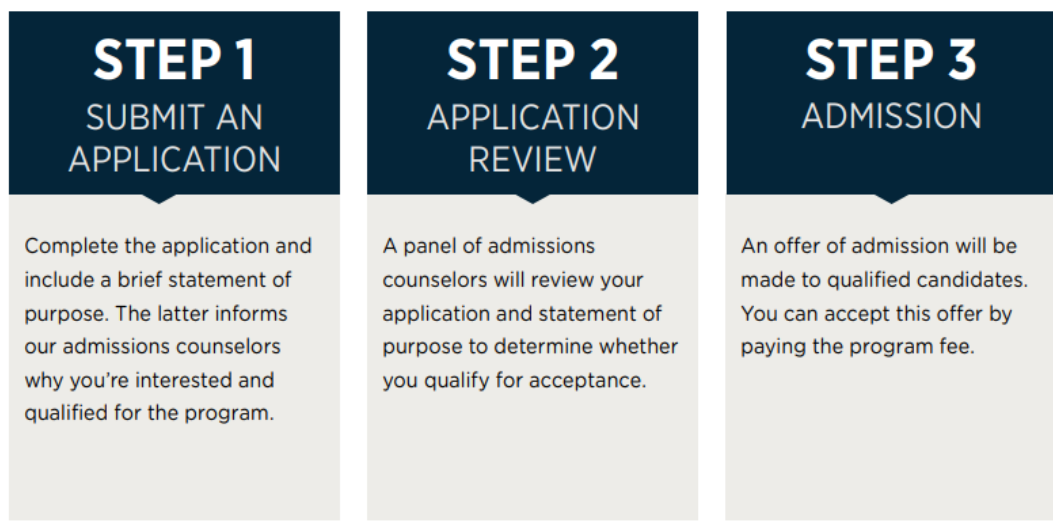 STEP 1
SUBMIT AN
APPLICATION
Complete the application and
include a brief statement of
purpose. The latter informs
our admissions counselors
why you’re interested and
qualified for the program.
STEP 2
APPLICATION
REVIEW
A panel of admissions
counselors will review your
application and statement of
purpose to determine whether
you qualify for acceptance.
STEP 3
ADMISSION
An offer of admission will be
made to qualified candidates.
You can accept this offer by
paying the program fee.